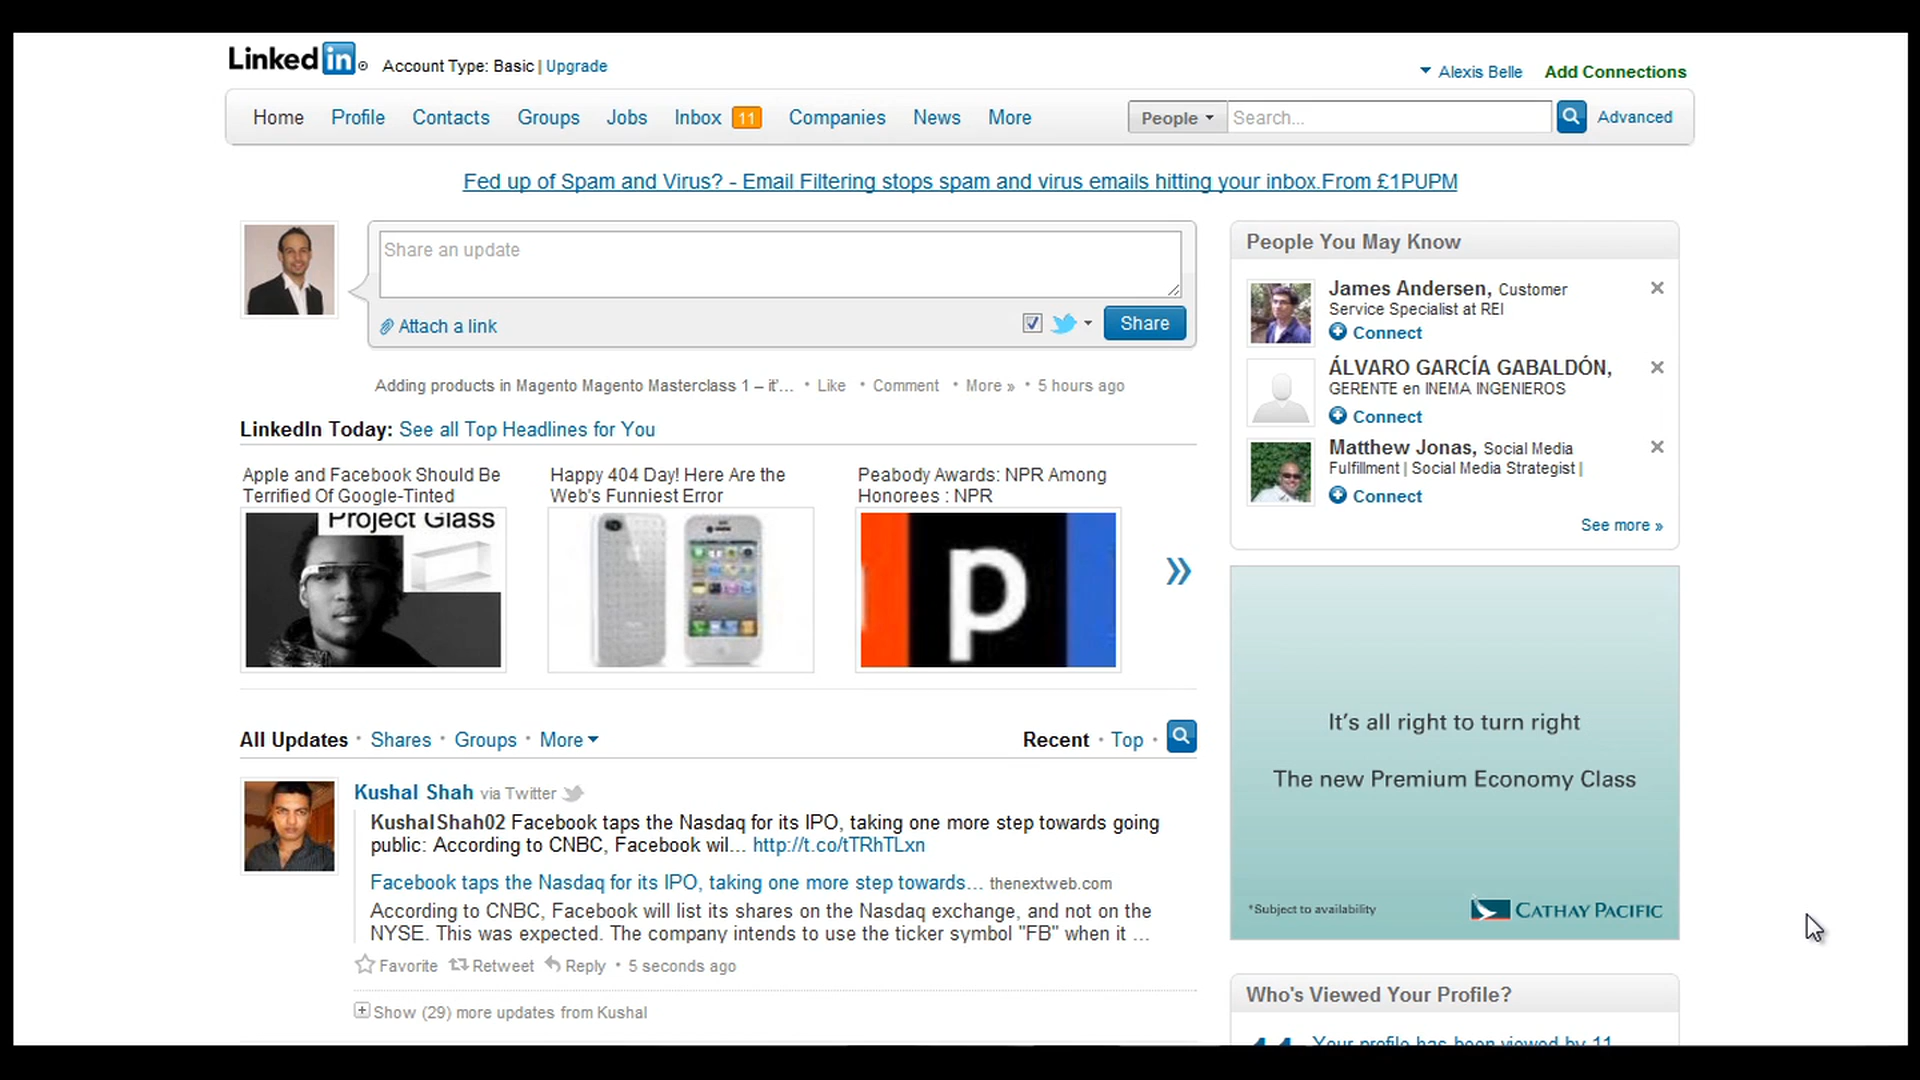 Linked in® Account Type: Basic | Upgrade
Alexis Belle Add Connections
Home Profile Contacts Groups Jobs Inbox 11 Companies News More People Search... Advanced
Fed up of Spam and Virus? - Email Filtering stops spam and virus emails hitting your inbox.From £1PUPM
Share an update
Attach a link Share
Adding products in Magento Magento Masterclass 1 – it'... • Like • Comment • More » • 5 hours ago
LinkedIn Today: See all Top Headlines for You
Apple and Facebook Should Be
Terrified Of Google-Tinted
Project Glass
Happy 404 Day! Here Are the
Web's Funniest Error
Peabody Awards: NPR Among
Honorees : NPR
p
All Updates • Shares • Groups • More Recent • Top •
Kushal Shah via Twitter
KushalShah02 Facebook taps the Nasdaq for its IPO, taking one more step towards going
public: According to CNBC, Facebook wil... http://t.co/tTRhTLxn
Facebook taps the Nasdaq for its IPO, taking one more step towards... thenextweb.com
According to CNBC, Facebook will list its shares on the Nasdaq exchange, and not on the
NYSE. This was expected. The company intends to use the ticker symbol "FB" when it ...
Favorite Retweet Reply • 5 seconds ago
Show (29) more updates from Kushal
People You May Know
James Andersen, Customer
Service Specialist at REI
Connect
ÁLVARO GARCÍA GABALDÓN,
GERENTE en INEMA INGENIEROS
Connect
Matthew Jonas, Social Media
Fulfillment | Social Media Strategist |
Connect
See more »
It's all right to turn right
The new Premium Economy Class
*Subject to availability CATHAY PACIFIC
Who's Viewed Your Profile?
Your profile has been viewed by 11